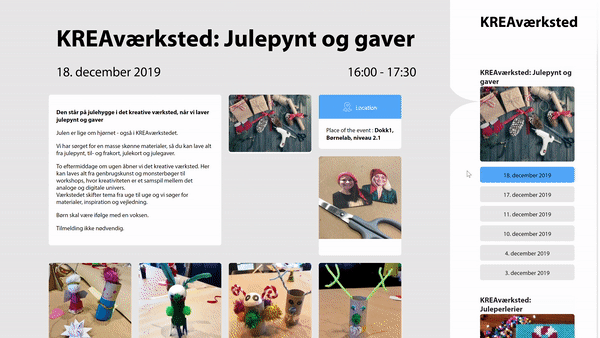 KREAværksted: Julepynt og gaver
18. december 2019
16:00 - 17:30
Den står på julehygge i det kreative værksted, når vi laver
julepynt og gaver
Julen er lige om hjørnet - også i KREAværkstedet.
Vi har sørget for en masse skønne materialer, så du kan lave alt
fra julepynt, til- og frakort, julekort og julegaver.
To eftermiddage om ugen åbner vi det kreative værksted. Her
kan laves alt fra genbrugskunst og monsterbøger til
workshops, hvor kreativiteten er et samspil mellem det
analoge og digitale univers.
Værkstedet skifter tema fra uge til uge og vi søger for
materialer, inspiration og vejledning.
Børn skal være ifølge med en voksen.
Tilmelding ikke nødvendig.
Location
Place of the event : Dokk1,
Børnelab, niveau 2.1
KREAværksted
KREAværksted: Julepynt og
gaver
18. december 2019
17. december 2019
11. december 2019
10. december 2019
4. december 2019
3. december 2019
KREAværksted:
Juleperlerier